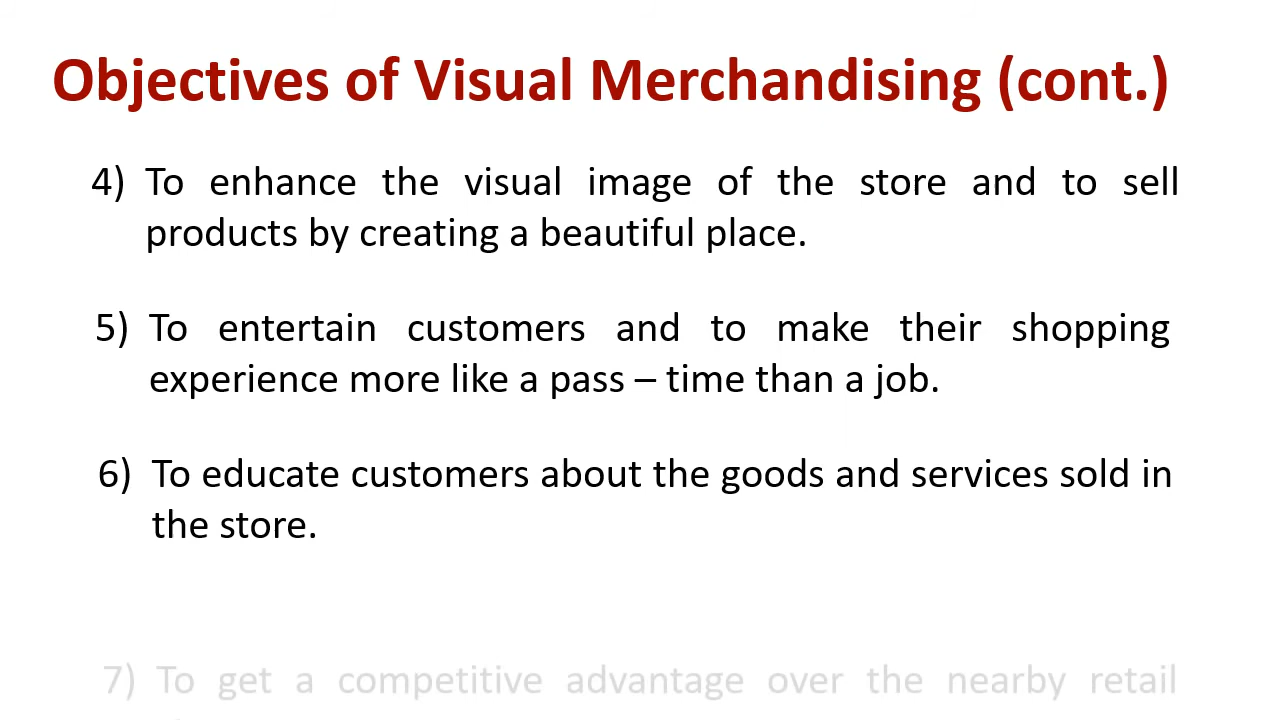 Objectives of Visual Merchandising (cont.)
4) To enhance the visual image of the store and to sell
products by creating a beautiful place.
5) To entertain customers and to make their shopping
experience more like a pass – time than a job.
6) To educate customers about the goods and services sold in
the store.
7) To get a competitive advantage over the nearby retail